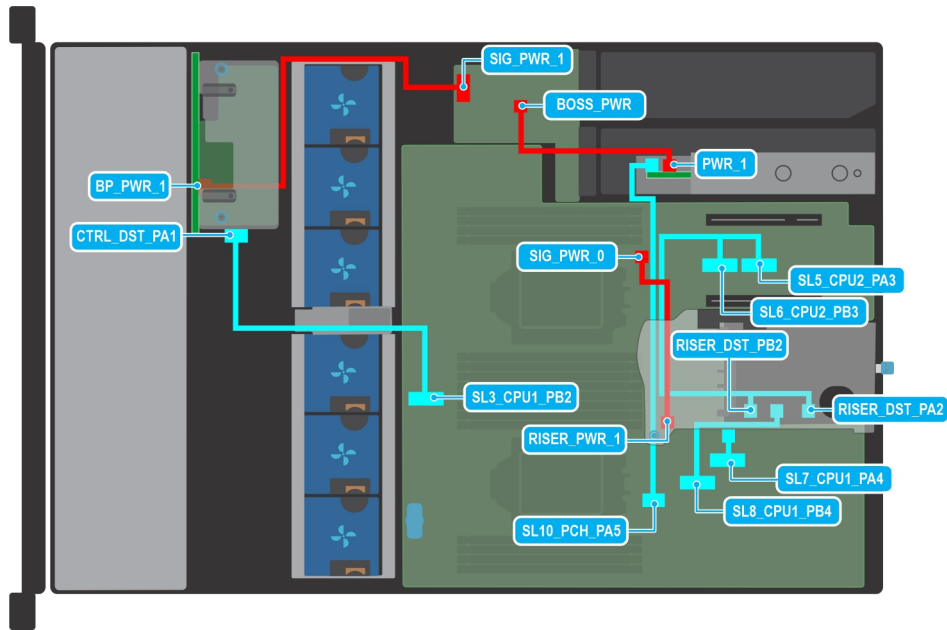 SIG_PWR_1
BOSS_PWR
PWR_1
BP_PWR_1
CTRL_DST_PA1
SIG_PWR_0
SL5_CPU2_PA3
SL6_CPU2_PB3
RISER_DST_PB2
SL3_CPU1_PB2
RISER_DST_PA2
RISER_PWR_1
SL7_CPU1_PA4
SL8_CPU1_PB4
SL10_PCH_PA5